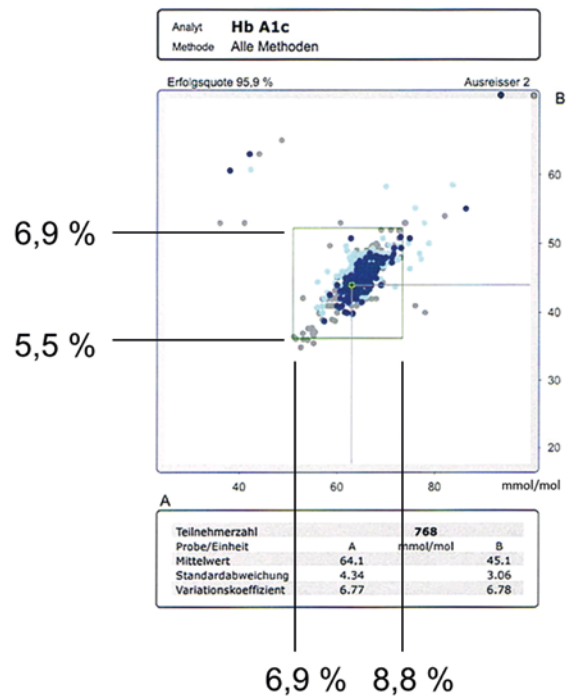 Analyt Hb A1c
Methode Alle Methoden
Erfolgsquote 95,9 % Ausreisser 2
B
60
6,9 %
50
40
5,5 %
30
20
40 60 80 mmol/mol
A
Teilnehmerzahl 768
Probe/Einheit A mmol/mol B
Mittelwert 64.1 45.1
Standardabweichung 4.34 3.06
Variationskoeffizient 6.77 6.78
6,9 % 8,8 %